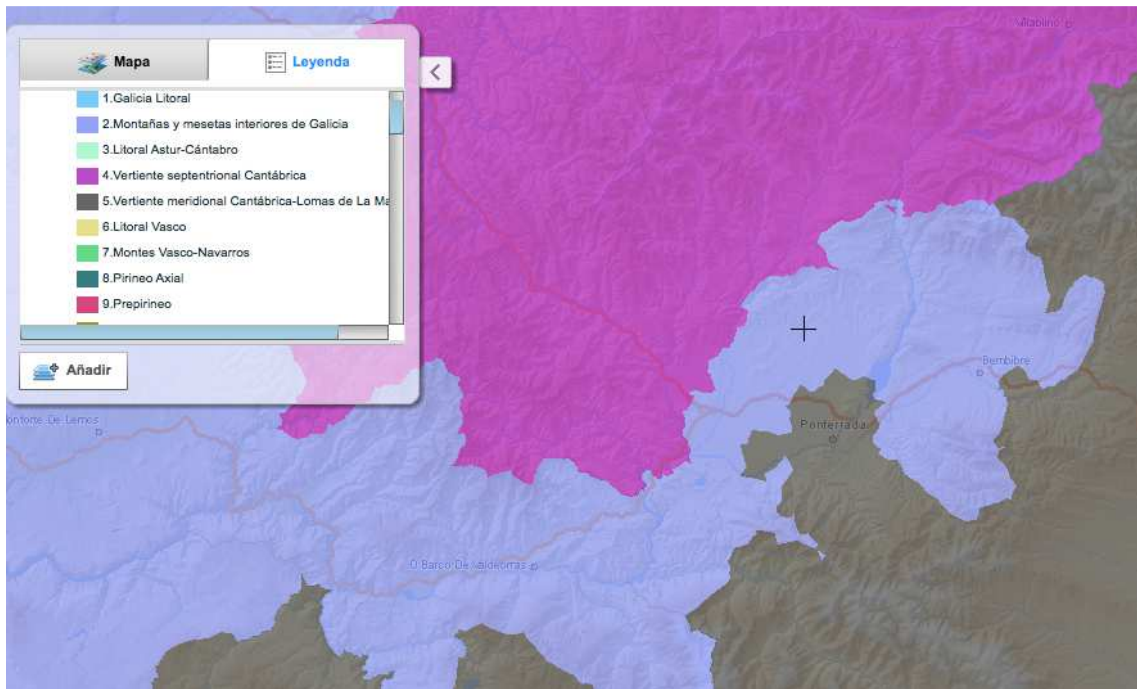 Vilablino
Mapa
Leyenda
1.Galicia Litoral
2.Montañas y mesetas interiores de Galicia
3.Litoral Astur-Cántabro
4.Vertiente septentrional Cantábrica
5.Vertiente meridional Cantábrica-Lomas de La Ma
6.Litoral Vasco
7.Montes Vasco-Navarros
8.Pirineo Axial
9.Prepirineo
Añadir
Bembibre
De Lemos
Ponferrada
O Barco De Valdeorras